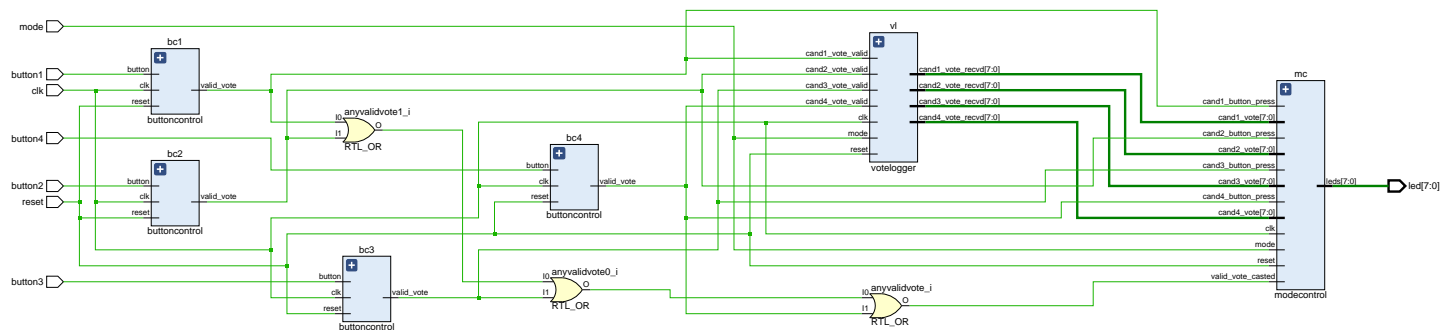 mode
button1
clk
button4
button2
reset
button3
bc1
button
clk
reset
valid_vote
buttoncontrol
bc2
button
clk
reset
valid_vote
buttoncontrol
anyvalidvote1_i
I0
I1
O
RTL_OR
bc3
button
clk
reset
valid_vote
buttoncontrol
bc4
button
clk
reset
valid_vote
buttoncontrol
anyvalidvote0_i
I0
I1
O
RTL_OR
vl
cand1_vote_valid
cand2_vote_valid
cand3_vote_valid
cand4_vote_valid
clk
mode
reset
cand1_vote_recvd[7:0]
cand2_vote_recvd[7:0]
cand3_vote_recvd[7:0]
cand4_vote_recvd[7:0]
votelogger
anyvalidvote_i
I0
I1
O
RTL_OR
mc
cand1_button_press
cand1_vote[7:0]
cand2_button_press
cand2_vote[7:0]
cand3_button_press
cand3_vote[7:0]
cand4_button_press
cand4_vote[7:0]
clk
mode
reset
valid_vote_casted
leds[7:0]
modecontrol
led[7:0]